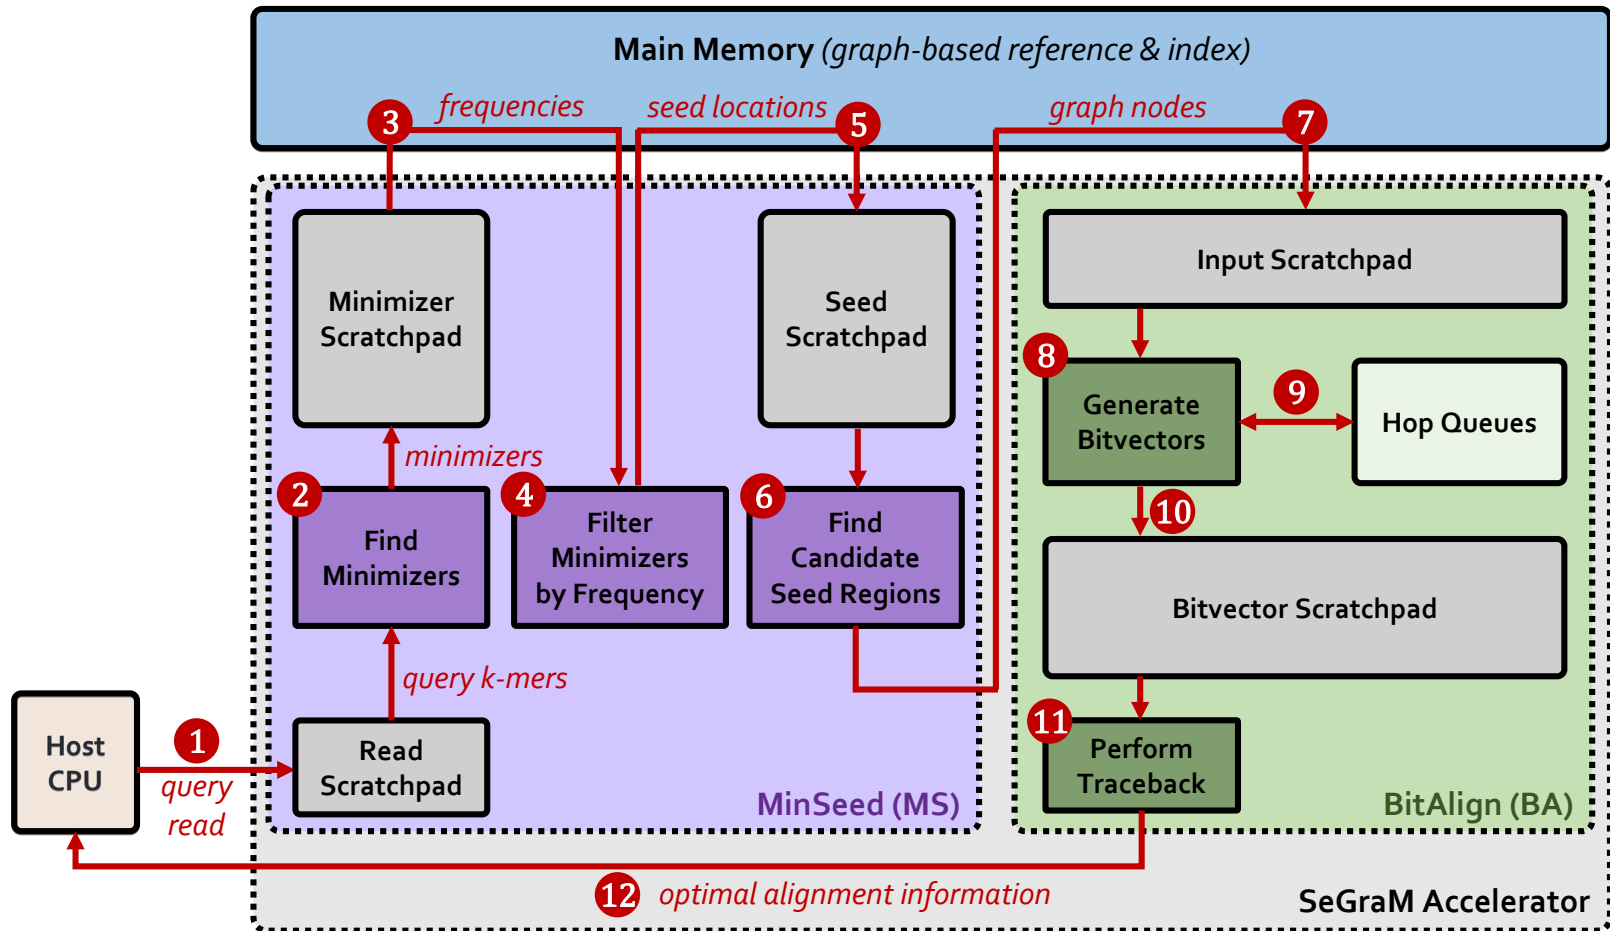 Main Memory (graph-based reference & index)
3
frequencies
seed locations
5
graph nodes
7
Minimizer
Scratchpad
Seed
Scratchpad
Input Scratchpad
8
Generate
Bitvectors
9
Hop Queues
minimizers
2
Find
Minimizers
4
Filter
Minimizers
by Frequency
6
Find
Candidate
Seed Regions
10
Bitvector Scratchpad
query k-mers
Host
CPU
1
query
read
Read
Scratchpad
MinSeed (MS)
11
Perform
Traceback
BitAlign (BA)
12
optimal alignment information
SeGraM Accelerator